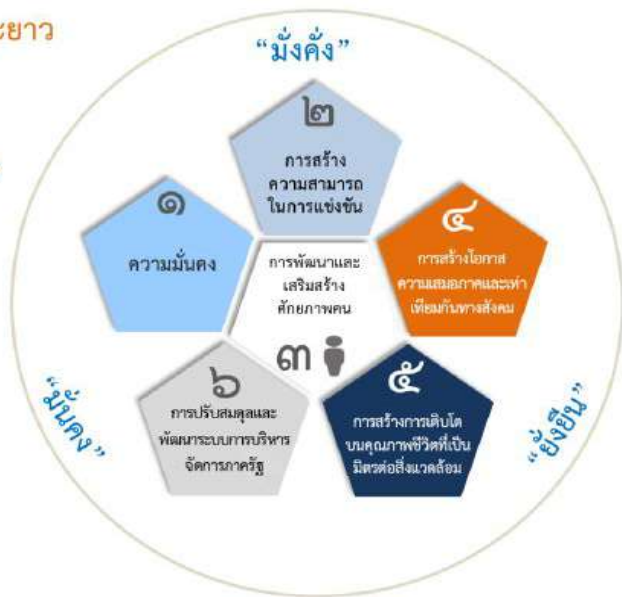 ะยาว
“มั่งคั่ง”
๒
การสร้าง
ความสามารถ
ในการแข่งขัน
๑
ความมั่นคง
๔
การสร้างโอกาส
ความเสมอภาคและเท่า
เทียมกันทางสังคม
การพัฒนาและ
เสริมสร้าง
ศักยภาพคน
๓
๖
การปรับสมดุลและ
พัฒนาระบบการบริหาร
จัดการภาครัฐ
๕
การสร้างการเติบโต
บนคุณภาพชีวิตที่เป็น
มิตรต่อสิ่งแวดล้อม
“มั่นคง”
“ยั่งยืน”